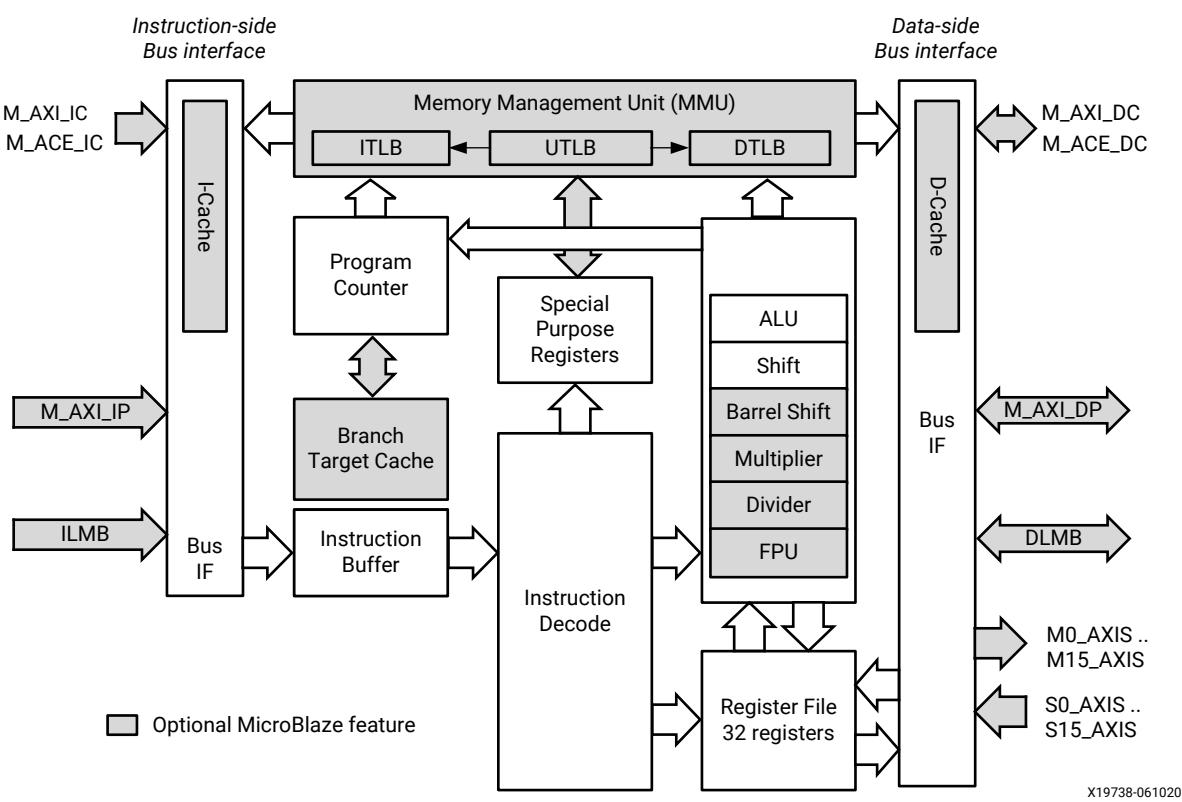 Instruction-side
Bus interface
Data-side
Bus interface
M_AXI_IC
M_ACE_IC
I-Cache
Memory Management Unit (MMU)
ITLB
UTLB
DTLB
D-Cache
M_AXI_DC
M_ACE_DC
Program
Counter
Special
Purpose
Registers
ALU
Shift
Barrel Shift
Multiplier
Divider
FPU
M_AXI_IP
Branch
Target Cache
Bus
IF
M_AXI_DP
ILMB
Bus
IF
Instruction
Buffer
Instruction
Decode
DLMB
Register File
32 registers
M0_AXIS ..
M15_AXIS
S0_AXIS ..
S15_AXIS
Optional MicroBlaze feature
X19738-061020